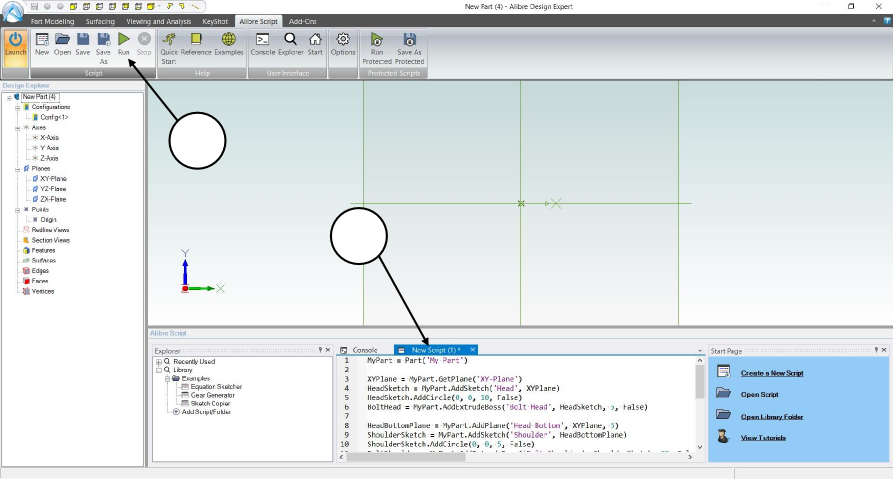 New Part (4) - Alibre Design Expert
Part Modeling Surfacing Viewing and Analysis KeyShot Alibre Script Add-Ons
Launch New Open Save Save As Run Stop Quick Start: Reference Examples Console Explorer Start Options Run Protected Save As Protected
Script Help User Interface Protected Scripts
Design Explorer
New Part (4)
Configurations
Config<1>
Axes
X-Axis
Y Axis
Z-Axis
Planes
XY-Plane
YZ-Plane
ZX-Plane
Points
Origin
Redline Views
Section Views
Features
Surfaces
Edges
Faces
Vertices
Y
X
X
Alibre Script
Explorer
Recently Used
Library
Examples
Equation Sketcher
Gear Generator
Sketch Copier
Add Script/Folder
Console New Script (1) *
1 MyPart = Part('My Part')
2
3 XYPlane = MyPart.GetPlane('XY-Plane')
4 HeadSketch = MyPart.AddSketch('Head', XYPlane)
5 HeadSketch.AddCircle(0, 0, 10, False)
6 BoltHead = MyPart.AddExtrudeBoss('Bolt Head', HeadSketch, 5, False)
7
8 HeadBottomPlane = MyPart.AddPlane('Head Bottom', XYPlane, 5)
9 ShoulderSketch = MyPart.AddSketch('Shoulder', HeadBottomPlane)
10 ShoulderSketch.AddCircle(0, 0, 5, False)
Start Page
Create a New Script
Open Script
Open Library Folder
View Tutorials